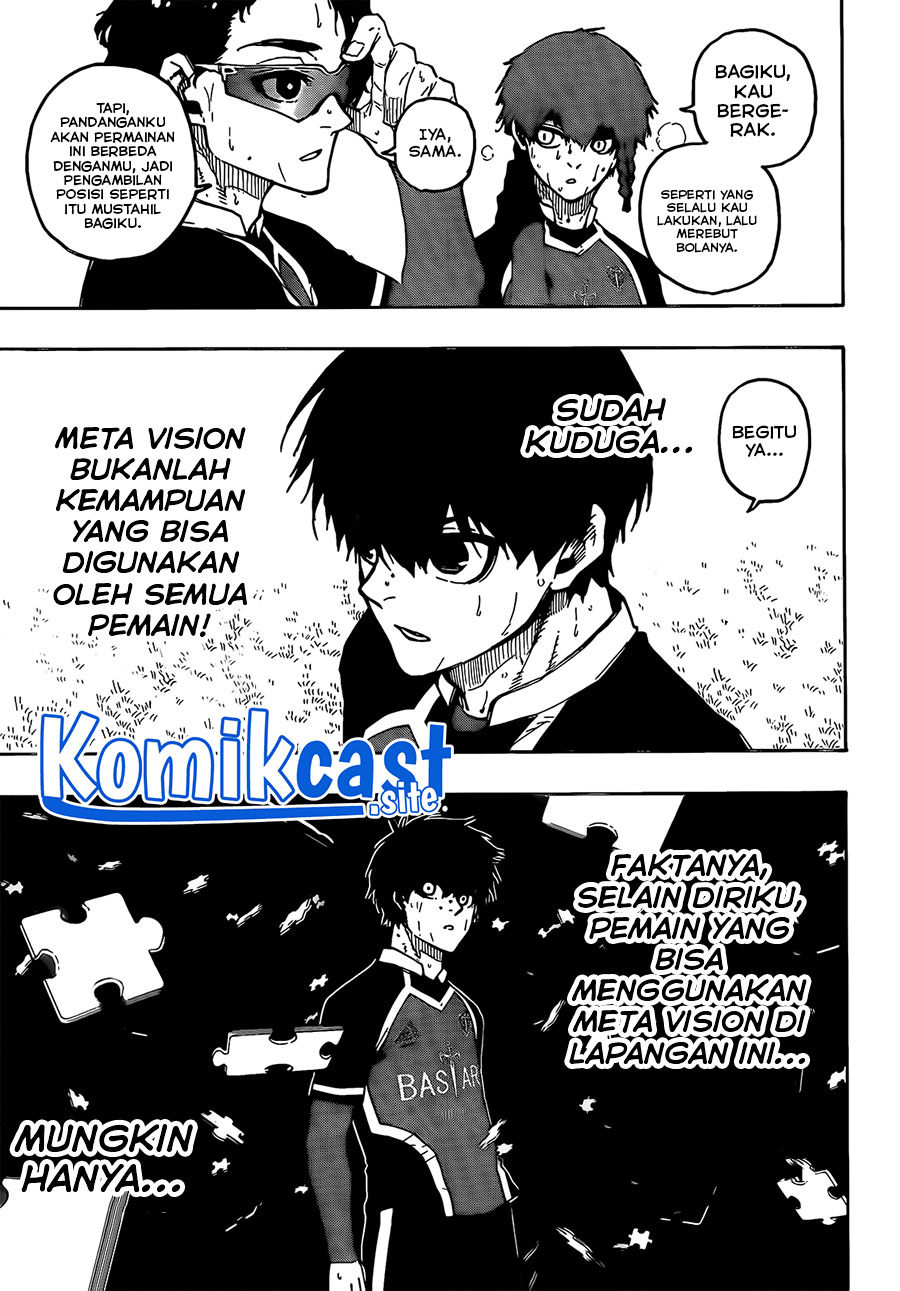 BAGIKU,
KAU
BERGE-
RAK.
SEPERTI YANG
SELALU KAU
LAKUKAN, LALU
MEREBUT
BOLANYA.
IYA,
SAMA.
TAPI,
PANDANGANKU
AKAN PERMAINAN
INI BERBEDA
DENGANMU, JADI
PENGAMBILAN
POSISI SEPERTI
ITU MUSTAHIL
BAGIKU.
BEGITU
YA...
SUDAH
KUDUGA...
META VISION
BUKANLAH
KEMAMPUAN
YANG BISA
DIGUNAKAN
OLEH SEMUA
PEMAIN!
Komikcast
.site
FAKTANYA,
SELAIN DIRIKU,
PEMAIN YANG
BISA
MENGGUNAKAN
META VISION DI
LAPANGAN INI...
BASTAR
MUNGKIN
HANYA...